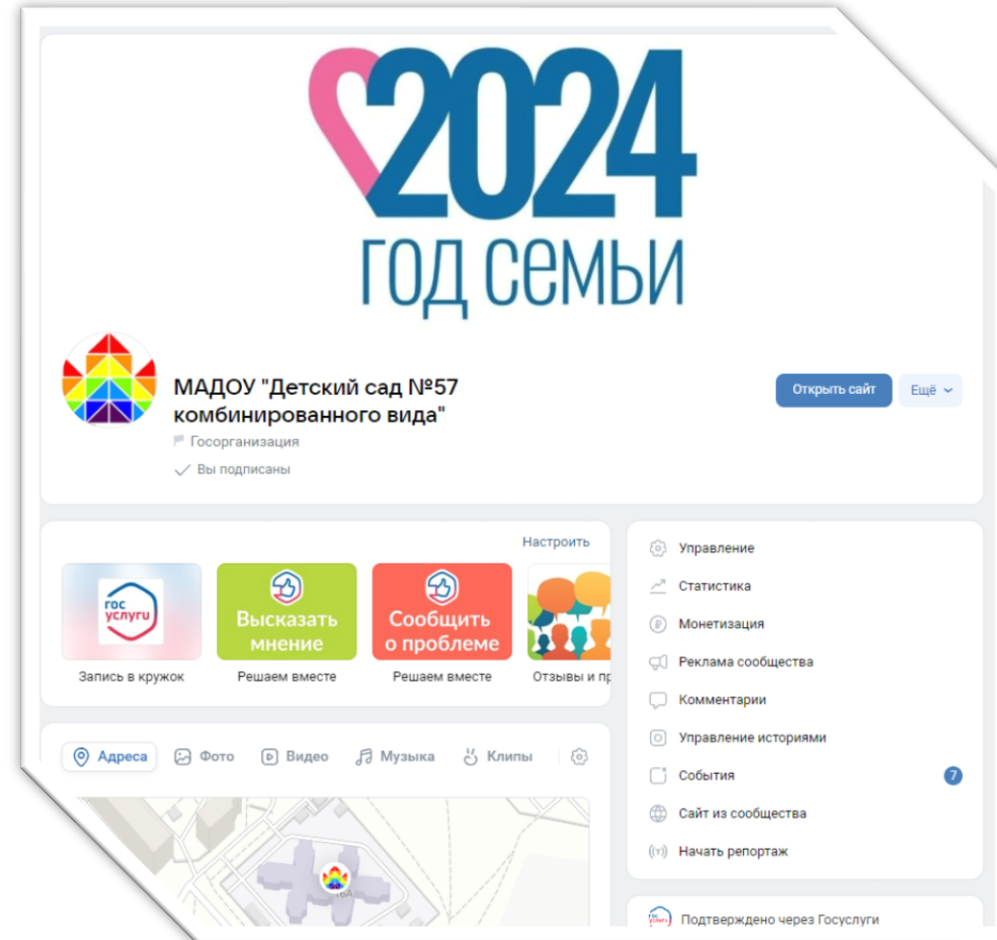 2024
ГОД СЕМЬИ
МАДОУ "Детский сад №57
комбинированного вида"
Госорганизация
Вы подписаны
Открыть сайт
Ещё
Настроить
гос
услуги
Высказать
мнение
Сообщить
о проблеме
Запись в кружок
Решаем вместе
Решаем вместе
Отзывы и пр
Адреса
Фото
Видео
Музыка
Клипы
Управление
Статистика
Монетизация
Реклама сообщества
Комментарии
Управление историями
События
7
Сайт из сообщества
Начать репортаж
Подтверждено через Госуслуги